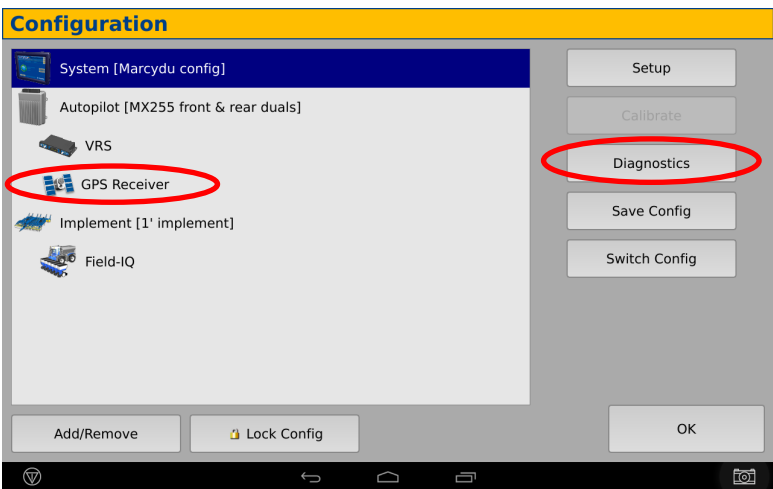 Configuration
System [Marcydu config]
Autopilot [MX255 front & rear duals]
VRS
GPS Receiver
Implement [1' implement]
Field-IQ
Setup
Calibrate
Diagnostics
Save Config
Switch Config
Add/Remove
Lock Config
OK